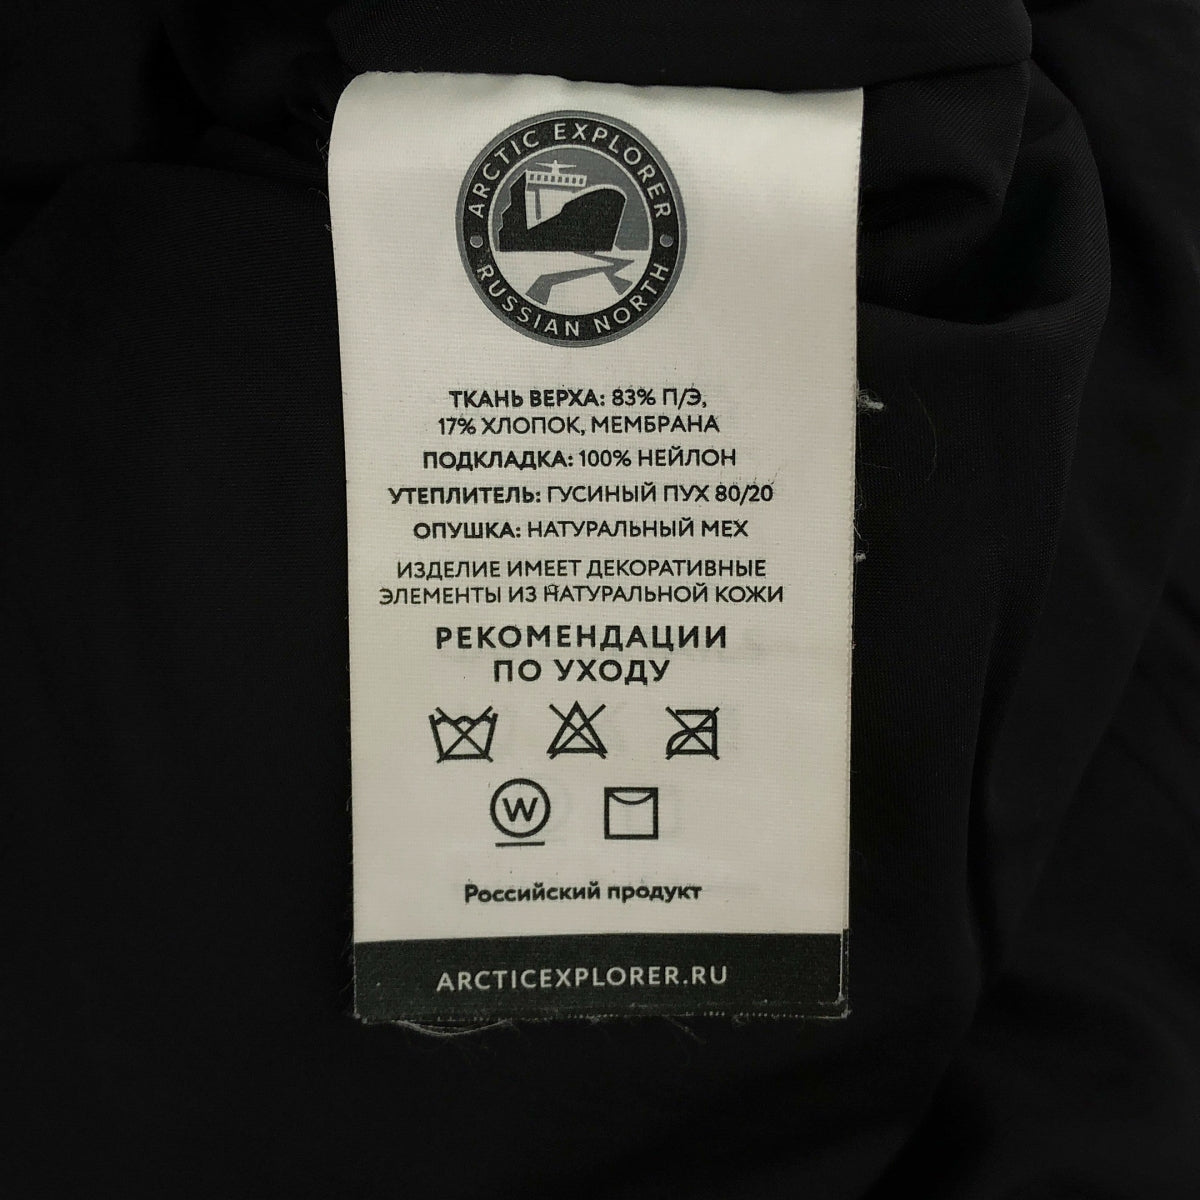 ARCTIC EXPLORER
RUSSIAN NORTH
ТКАНЬ ВЕРХА: 83% П/Э,
17% ХЛОПОК, МЕМБРАНА
ПОДКЛАДКА: 100% НЕЙЛОН
УТЕПЛИТЕЛЬ: ГУСИНЫЙ ПУХ 80/20
ОПУШКА: НАТУРАЛЬНЫЙ МЕХ
ИЗДЕЛИЕ ИМЕЕТ ДЕКОРАТИВНЫЕ
ЭЛЕМЕНТЫ ИЗ НАТУРАЛЬНОЙ КОЖИ
РЕКОМЕНДАЦИИ
ПО УХОДУ
W
Российский продукт
ARCTICEXPLORER.RU